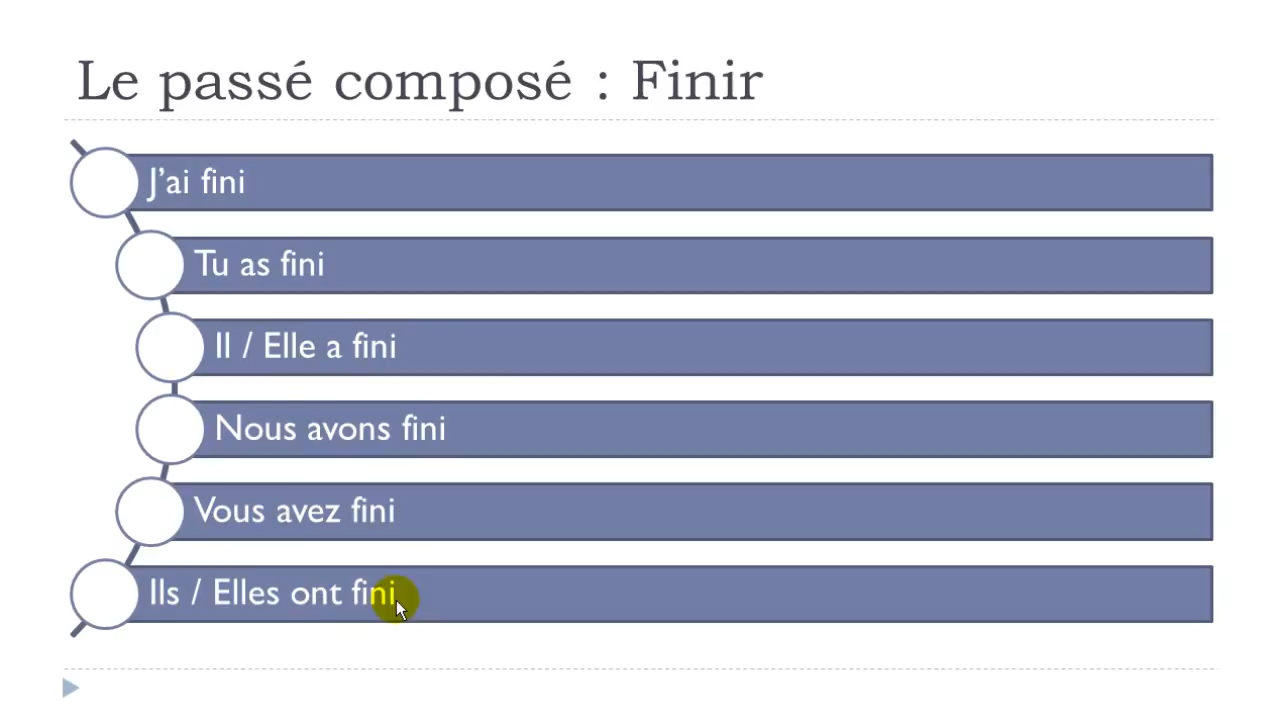 Le passé composé : Finir
J’ai fini
Tu as fini
Il / Elle a fini
Nous avons fini
Vous avez fini
Ils / Elles ont fini